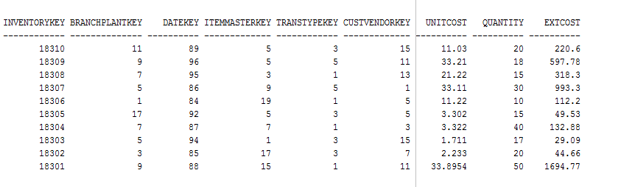 INVENTORYKEY BRANCHPLANTKEY DATEKEY ITEMMASTERKEY TRANSTYPEKEY CUSTVENDORKEY UNITCOST QUANTITY EXTCOST
------------ -------------- ---------- ------------- ------------ ------------- ---------- ---------- ----------
18310 11 89 5 3 15 11.03 20 220.6
18309 9 96 5 5 11 33.21 18 597.78
18308 7 95 3 1 13 21.22 15 318.3
18307 5 86 9 5 1 33.11 30 993.3
18306 1 84 19 1 5 11.22 10 112.2
18305 17 92 5 3 5 3.302 15 49.53
18304 7 87 7 1 3 3.322 40 132.88
18303 5 94 1 3 15 1.711 17 29.09
18302 3 85 17 3 7 2.233 20 44.66
18301 9 88 15 1 11 33.8954 50 1694.77